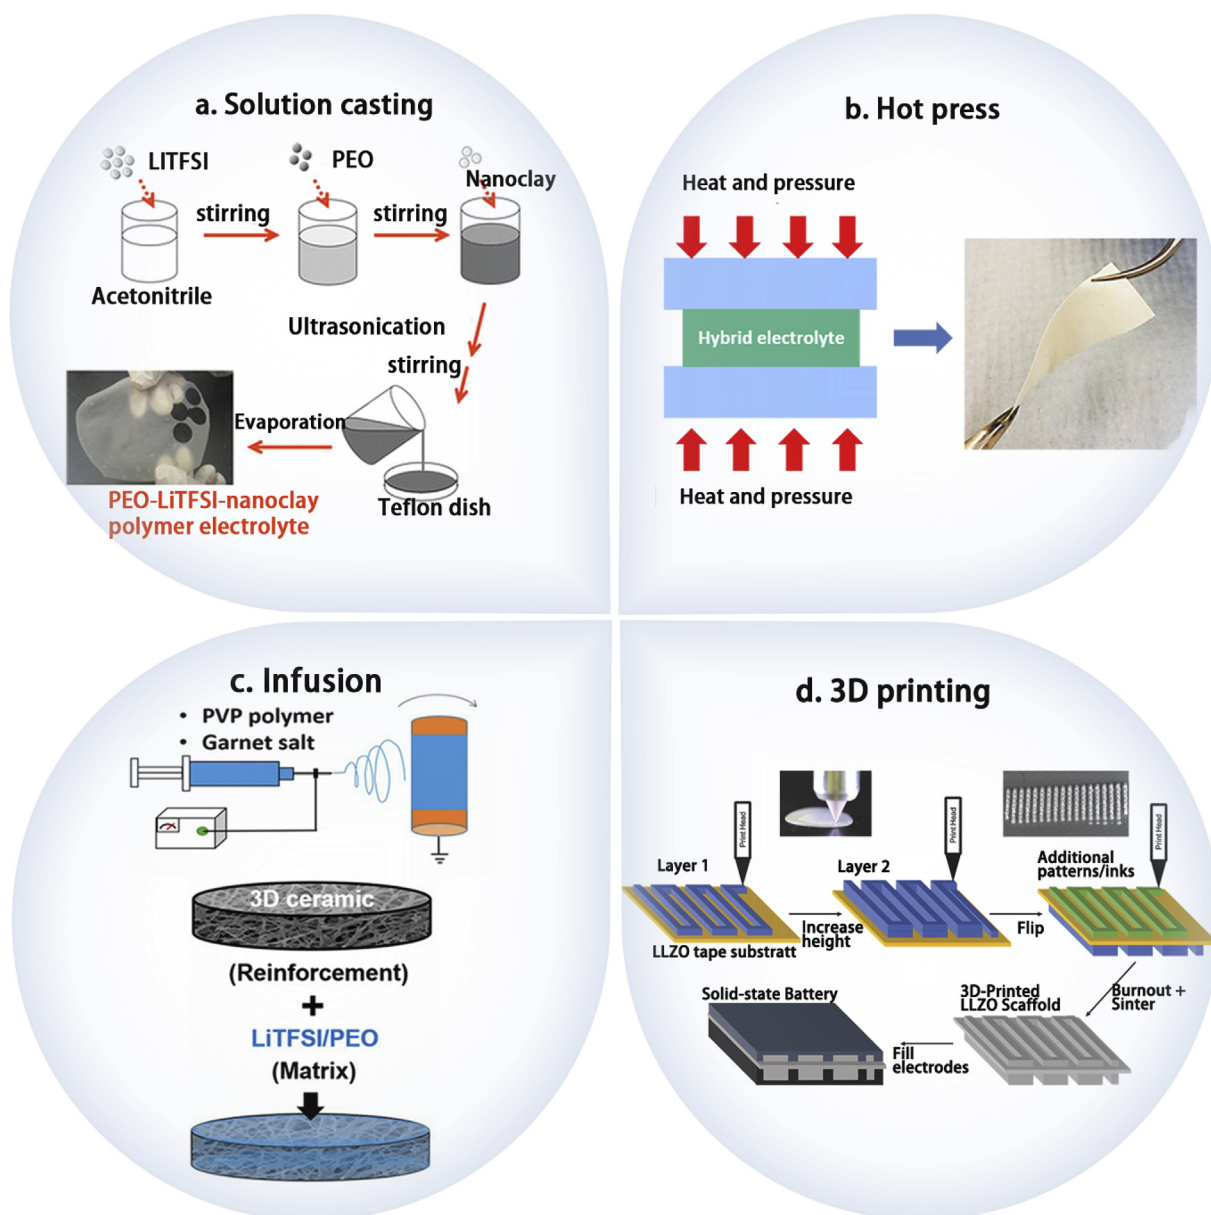 a. Solution casting
LITFSI
PEO
Nanoclay
stirring
stirring
Acetonitrile
Ultrasonication
stirring
Evaporation
Teflon dish
PEO-LiTFSI-nanoclay
polymer electrolyte
b. Hot press
Heat and pressure
Hybrid electrolyte
Heat and pressure
c. Infusion
• PVP polymer
• Garnet salt
3D ceramic
(Reinforcement)
+
LiTFSI/PEO
(Matrix)
d. 3D printing
Print Head
Print Head
Print Head
Layer 1
Layer 2
Additional
patterns/inks
LLZO tape substratt
Increase
height
Flip
Burnout +
Sinter
3D-Printed
LLZO Scaffold
Fill
electrodes
Solid-state Battery